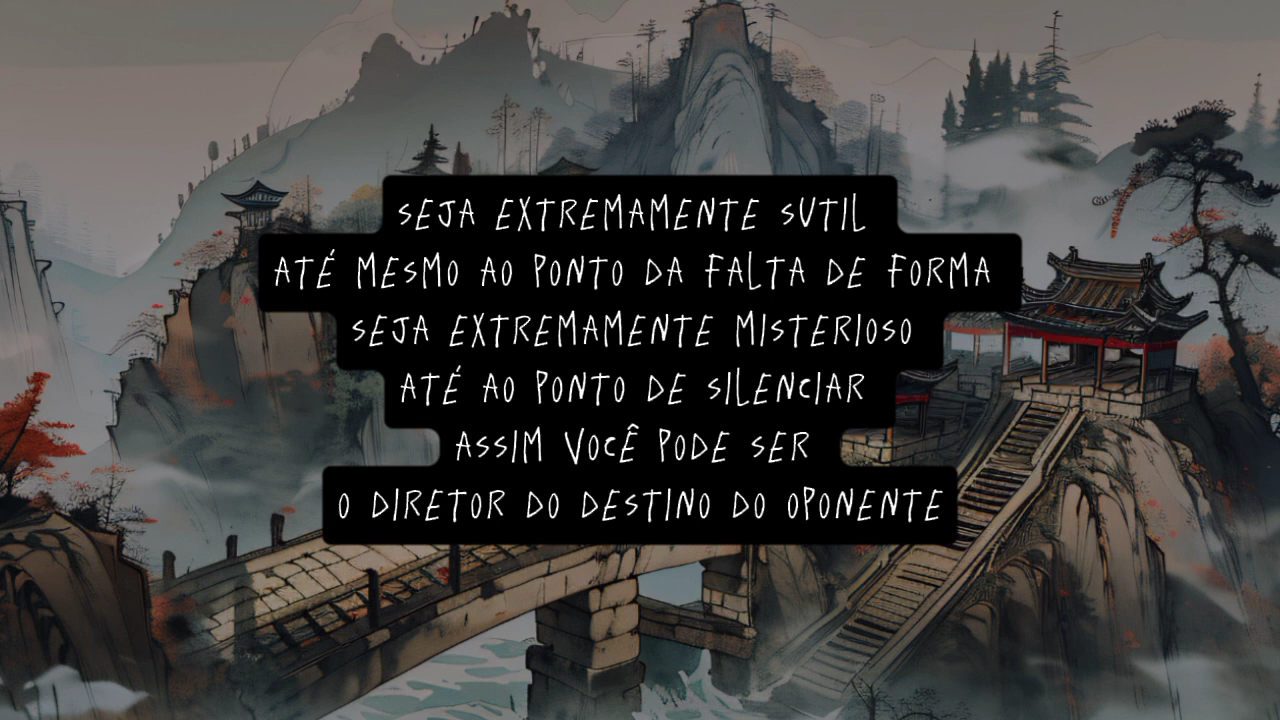 SEJA EXTREMAMENTE SUTIL
ATÉ MESMO AO PONTO DA FALTA DE FORMA
SEJA EXTREMAMENTE MISTERIOSO
ATÉ AO PONTO DE SILENCIAR
ASSIM VOCÊ PODE SER
O DIRETOR DO DESTINO DO OPONENTE